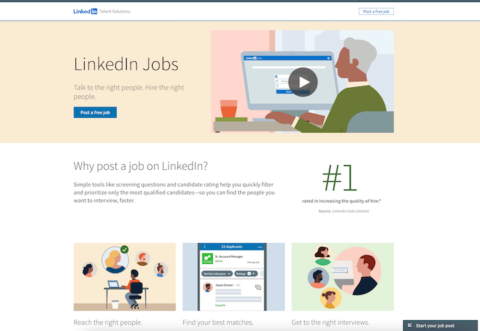 LinkedIn Talent Solutions
Post a free job
LinkedIn Jobs
Talk to the right people. Hire the right
people.
Post a free job
Why post a job on LinkedIn?
Simple tools like screening questions and candidate rating help you quickly filter
and prioritize only the most qualified candidates—so you can find the people you
want to interview, faster.
#1
rated in increasing the quality of hire*
Source:
Sr. Account Manager
Reach the right people.
Find your best matches.
Get to the right interviews.
Start your job post